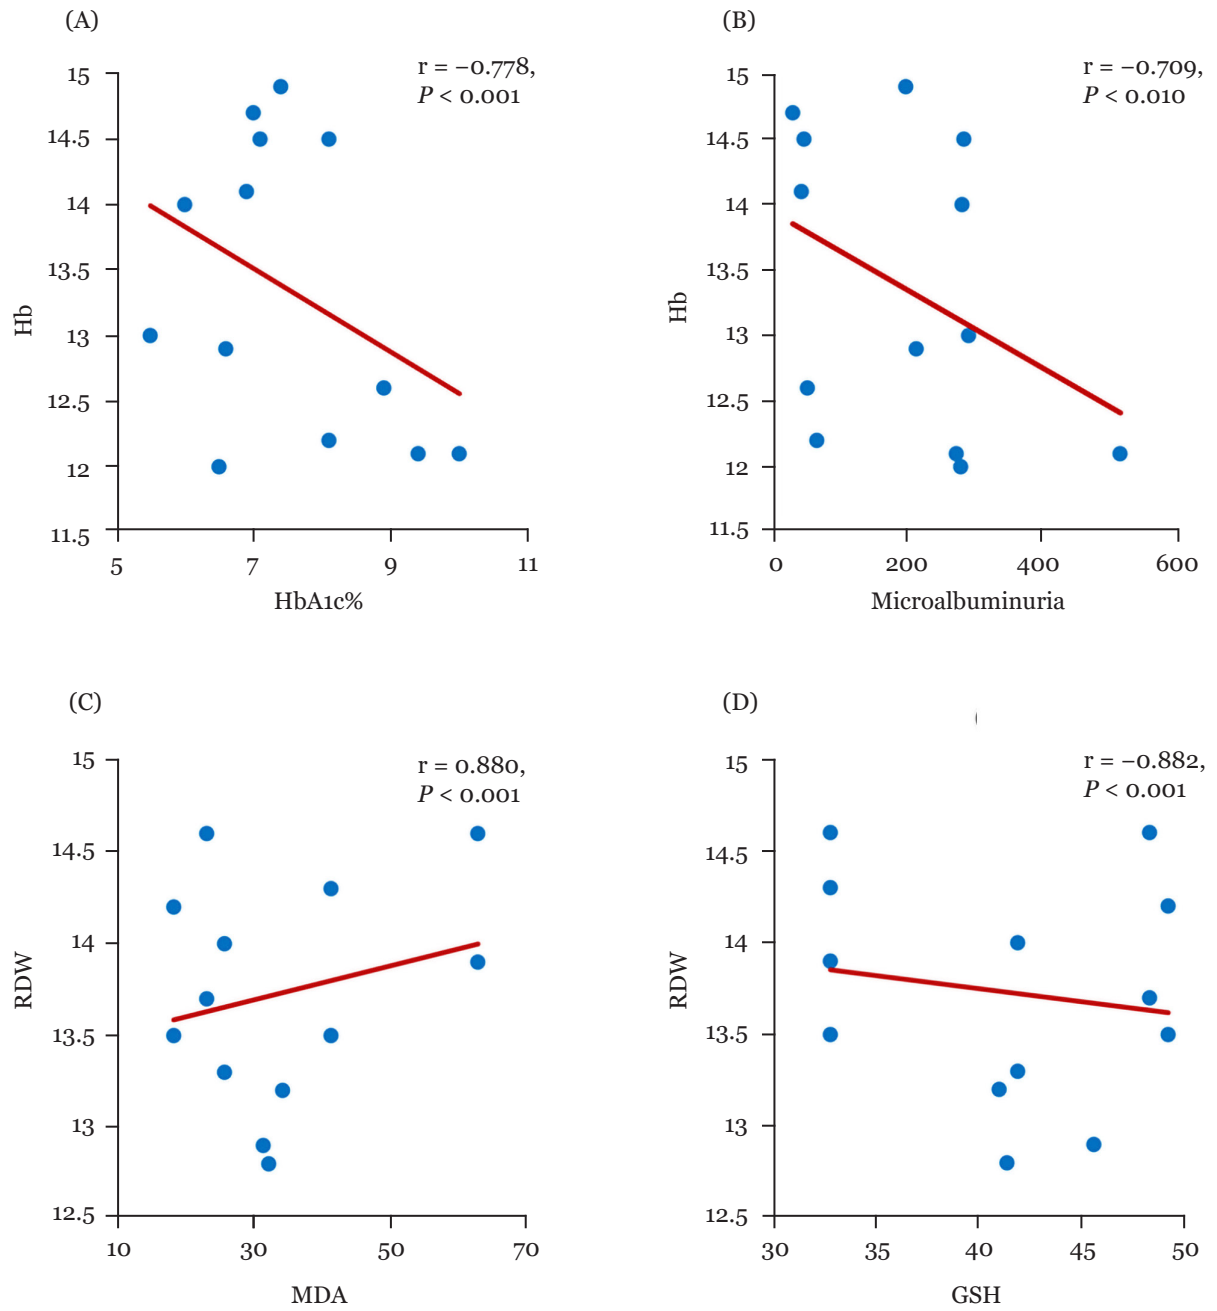 (A)
r = −0.778,
P < 0.001
15
14.5
14
13.5
13
12.5
12
11.5
Hb
5 7 9 11
HbA1c%
(B)
r = −0.709,
P < 0.010
15
14.5
14
13.5
13
12.5
12
11.5
Hb
0 200 400 600
Microalbuminuria
(C)
r = 0.880,
P < 0.001
15
14.5
14
13.5
13
12.5
RDW
10 30 50 70
MDA
(D)
(
r = −0.882,
P < 0.001
15
14.5
14
13.5
13
12.5
RDW
30 35 40 45 50
GSH